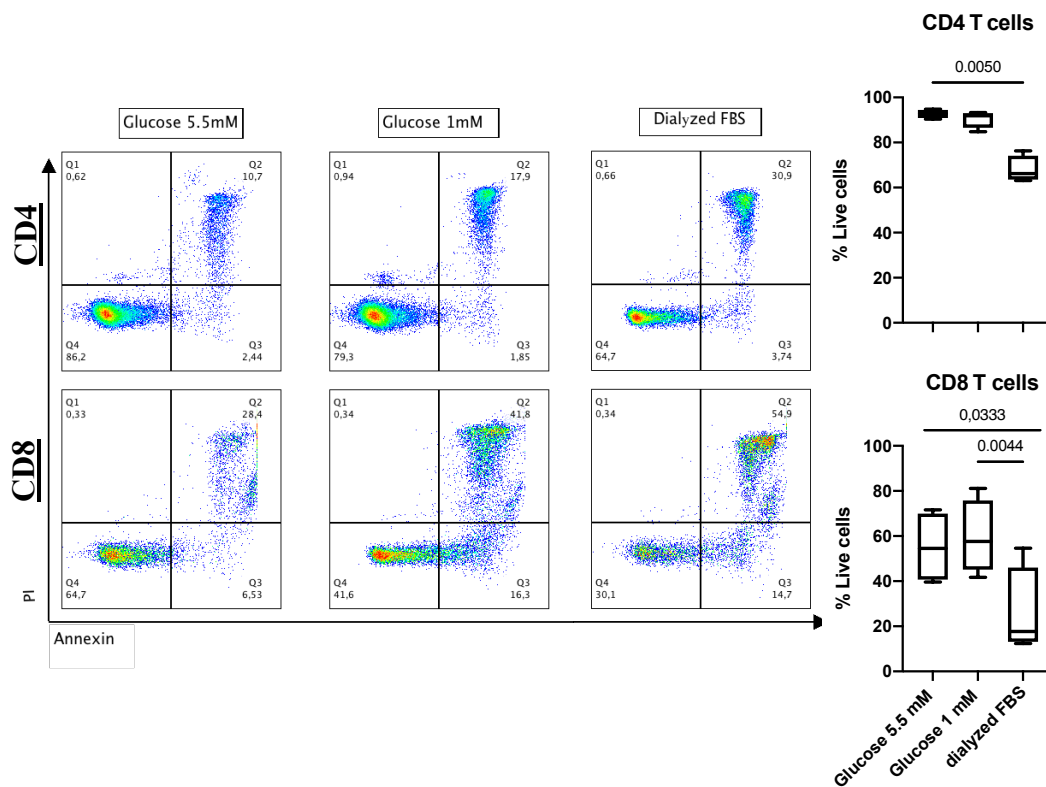 CD4 T cells
0.0050
Glucose 5.5mM
Glucose 1mM
Dialyzed FBS
100
80
60
40
20
0
% Live cells
CD4
Q1
0,62
Q2
10,7
Q4
86,2
Q3
2,44
Q1
0,94
Q2
17,9
Q4
79,3
Q3
1,85
Q1
0,66
Q2
30,9
Q4
64,7
Q3
3,74
CD8 T cells
0,0333
0.0044
100
80
60
40
20
0
% Live cells
CD8
Q1
0,33
Q2
28,4
Q4
64,7
Q3
6,53
Q1
0,34
Q2
41,8
Q4
41,6
Q3
16,3
Q1
0,34
Q2
54,9
Q4
30,1
Q3
14,7
PI
Annexin
Glucose 5.5 mM
Glucose 1 mM
dialyzed FBS